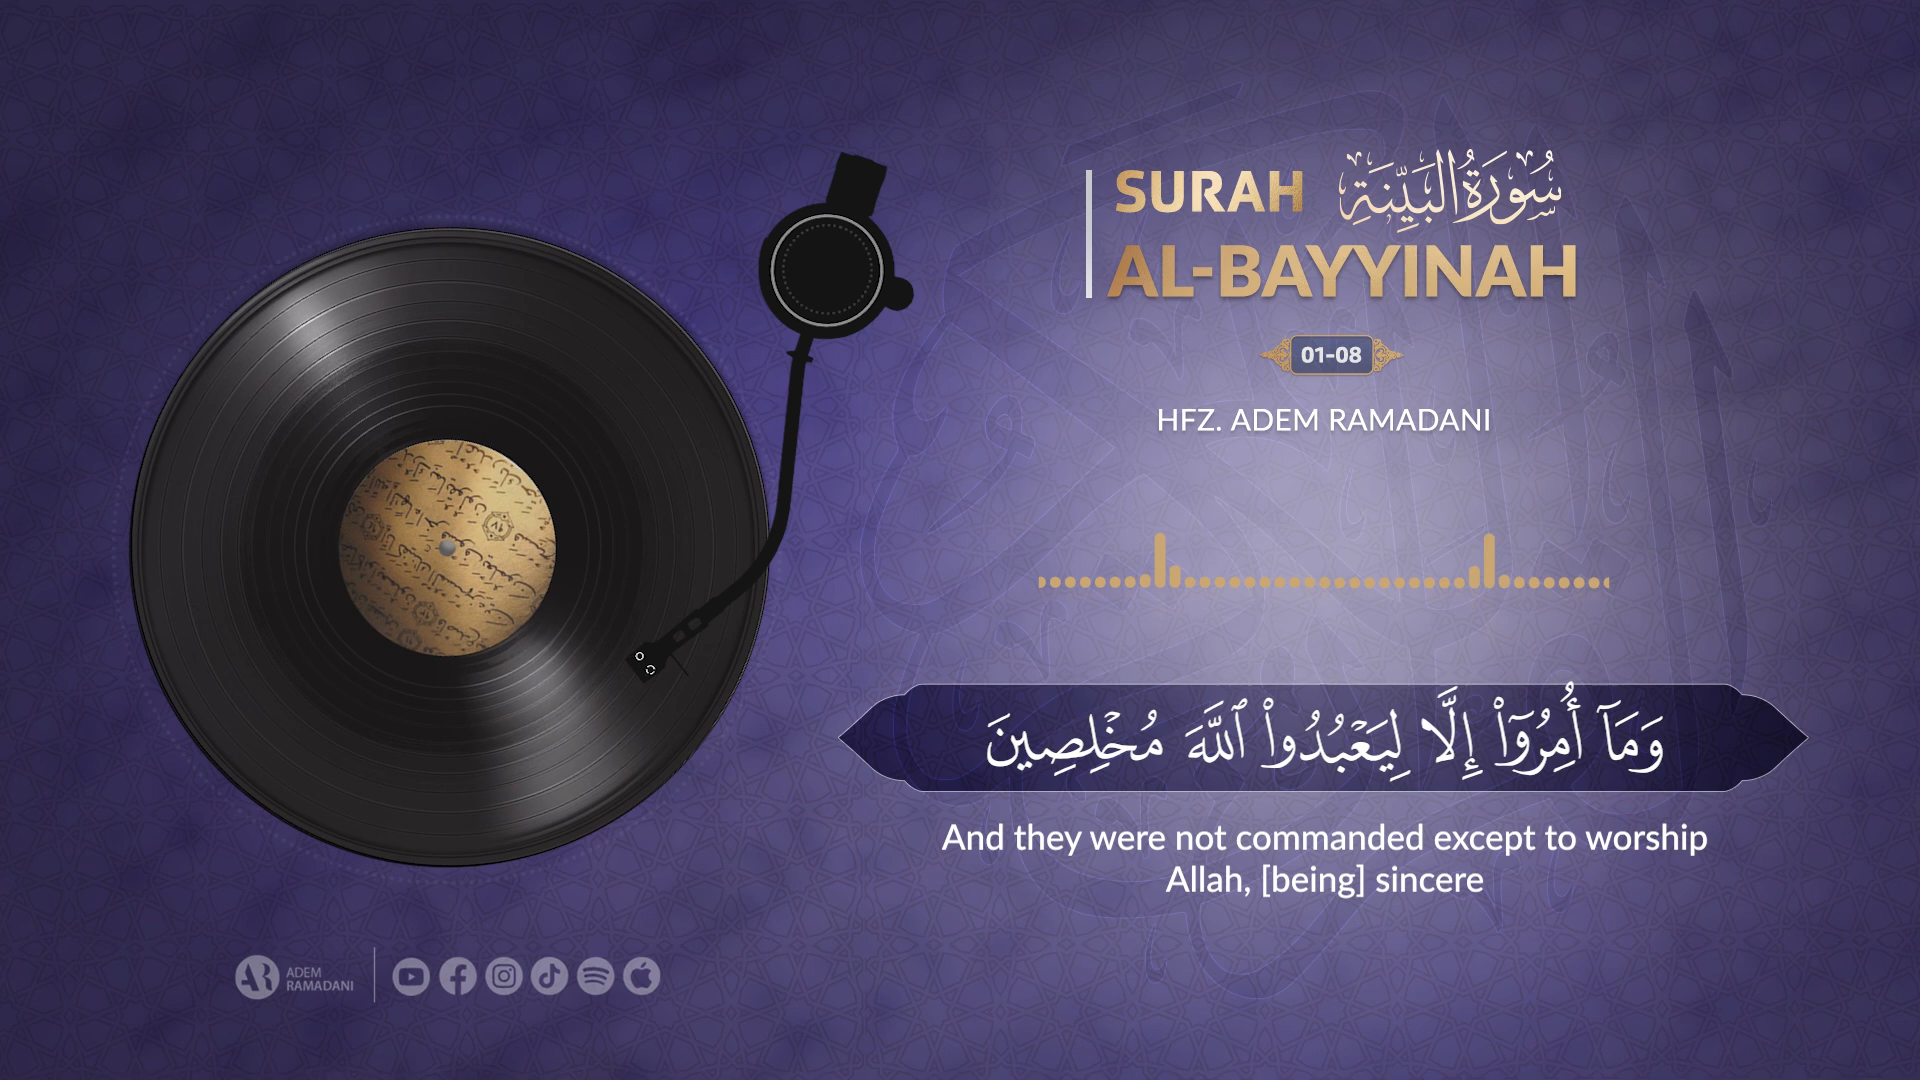 SURAH سُورَةُ البَيِّنَةِ
AL-BAYYINAH
01-08
HFZ. ADEM RAMADANI
وَمَآ أُمِرُوٓا۟ إِلَّا لِيَعْبُدُوا۟ ٱللَّهَ مُخْلِصِينَ
And they were not commanded except to worship
Allah, [being] sincere
AR ADEM
RAMADANI